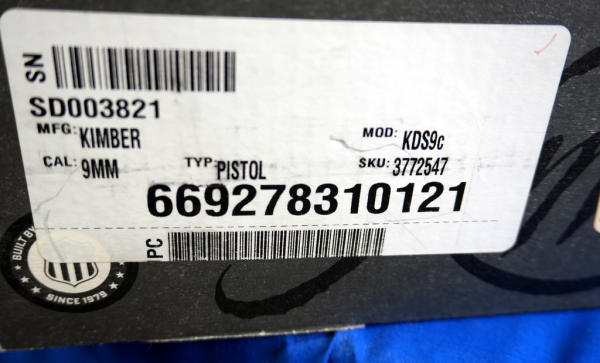 SN
SD003821
MFG: KIMBER MOD: KDS9c
CAL: 9MM TYP: PISTOL SKU: 3772547
669278310121
PC
BUILT BY
SINCE 1979